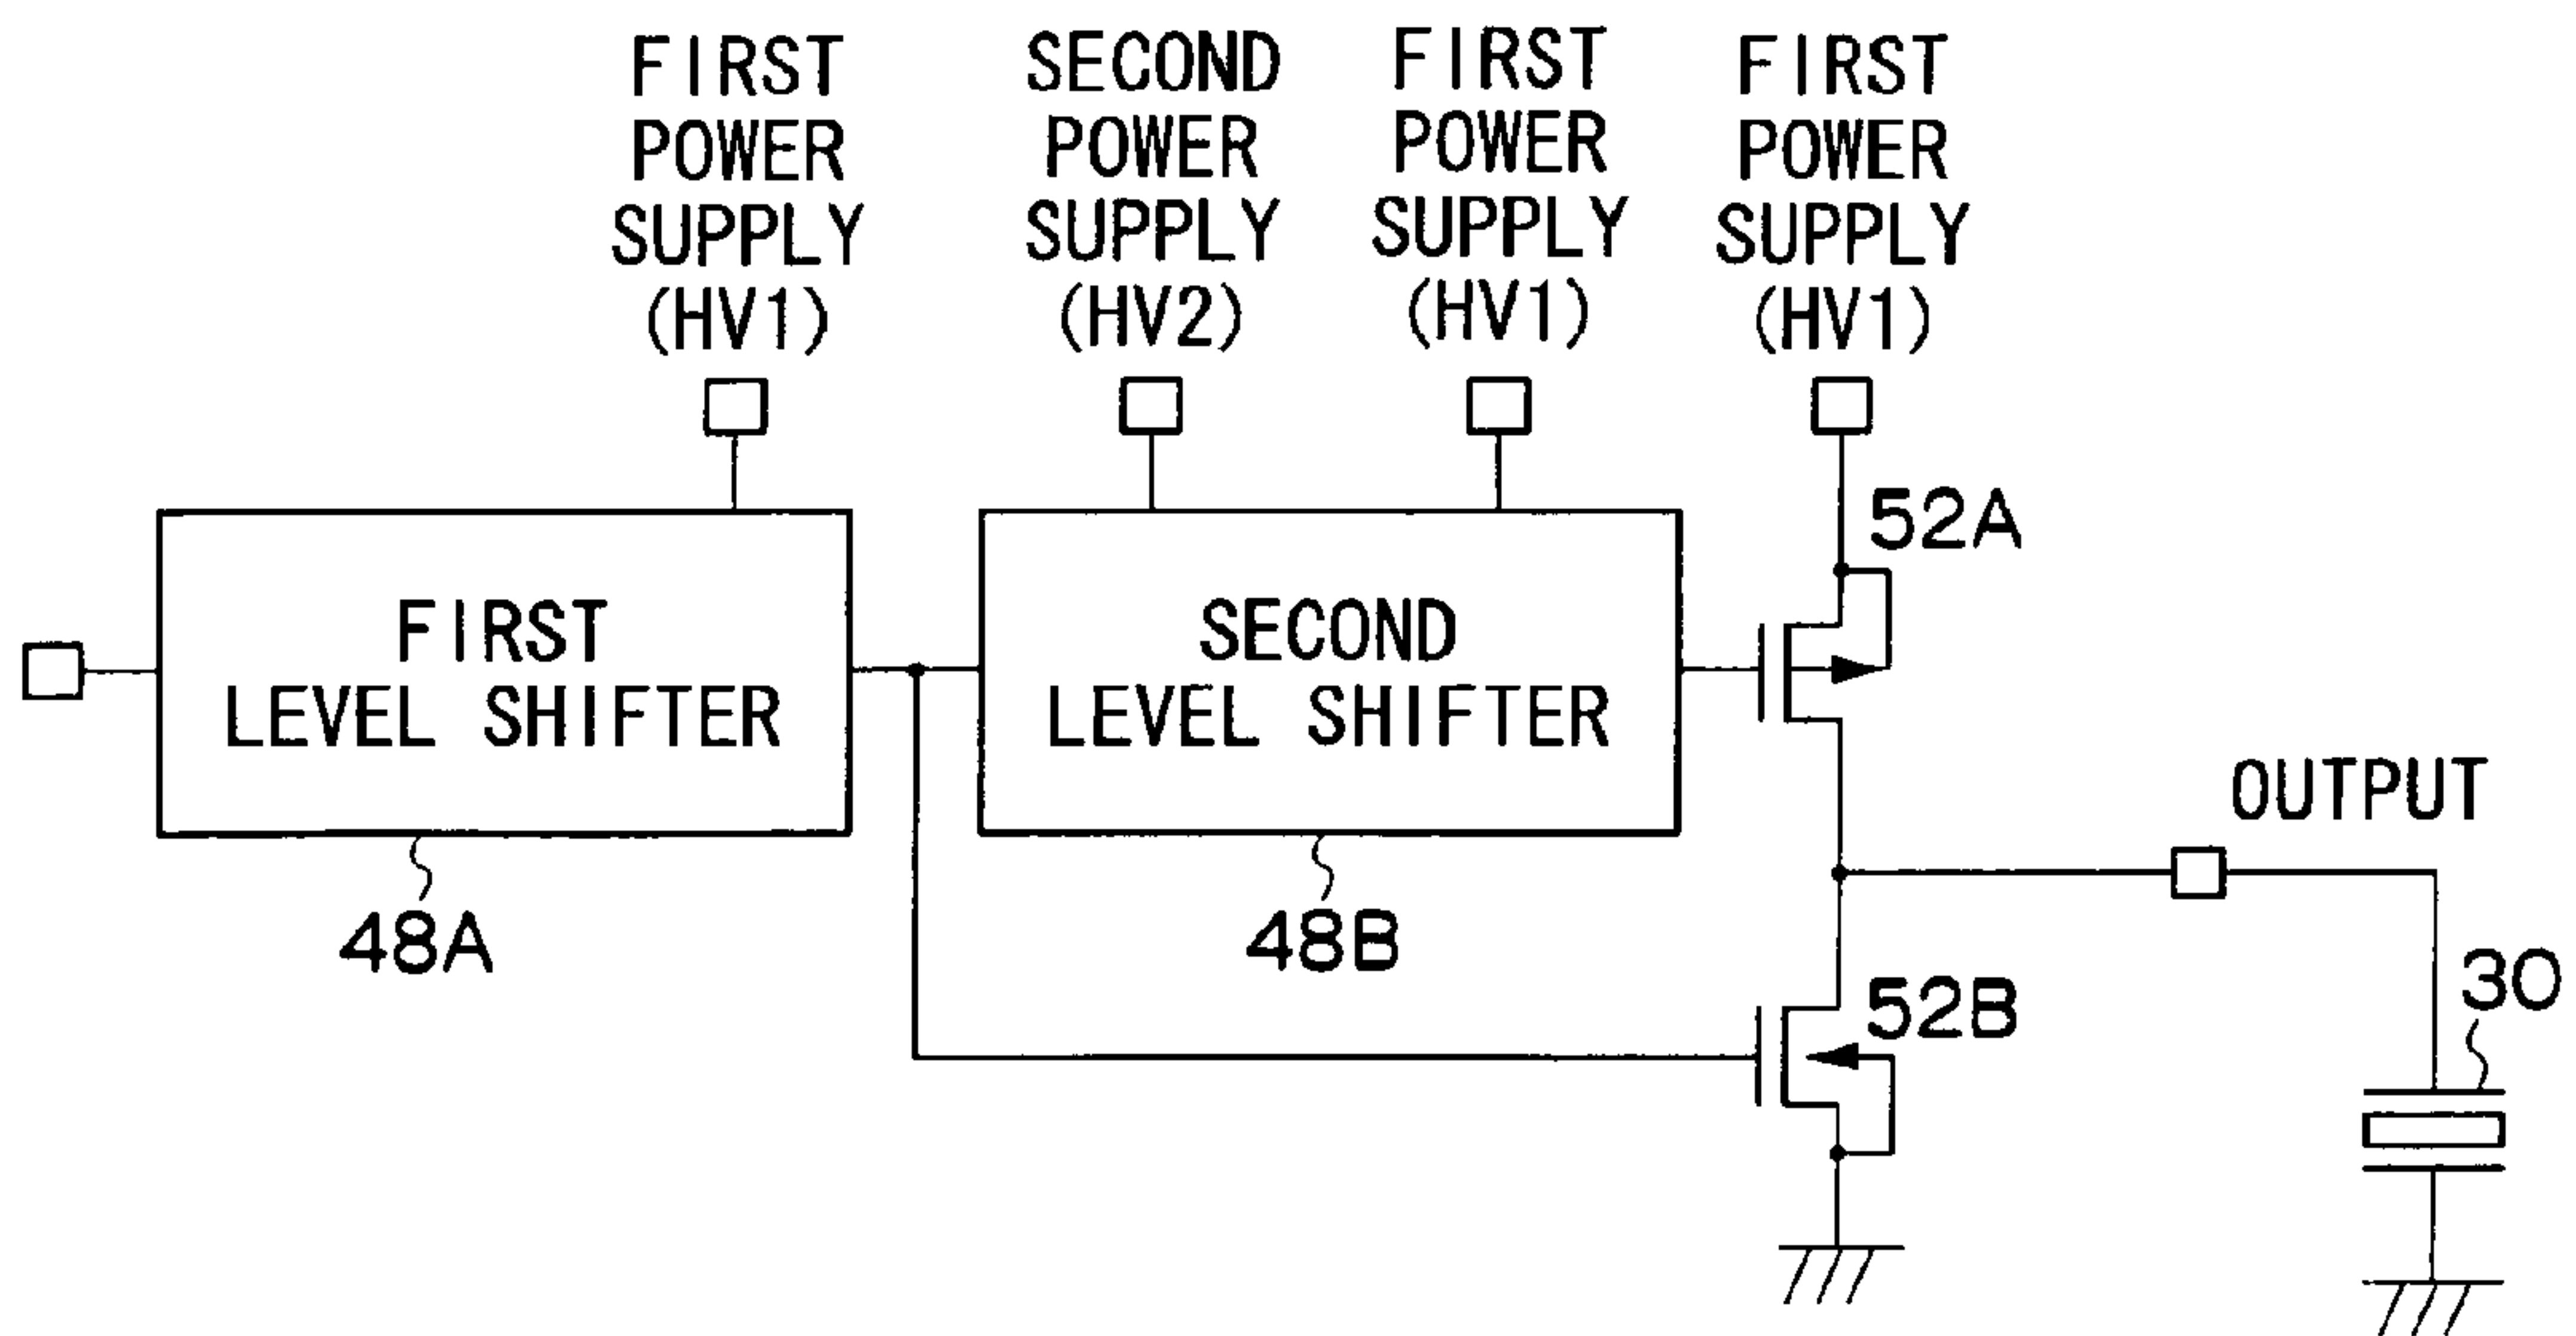 FIRST
POWER
SUPPLY
(HV1)
SECOND
POWER
SUPPLY
(HV2)
FIRST
POWER
SUPPLY
(HV1)
FIRST
POWER
SUPPLY
(HV1)
52A
FIRST
LEVEL SHIFTER
SECOND
LEVEL SHIFTER
OUTPUT
48A
48B
52B
30